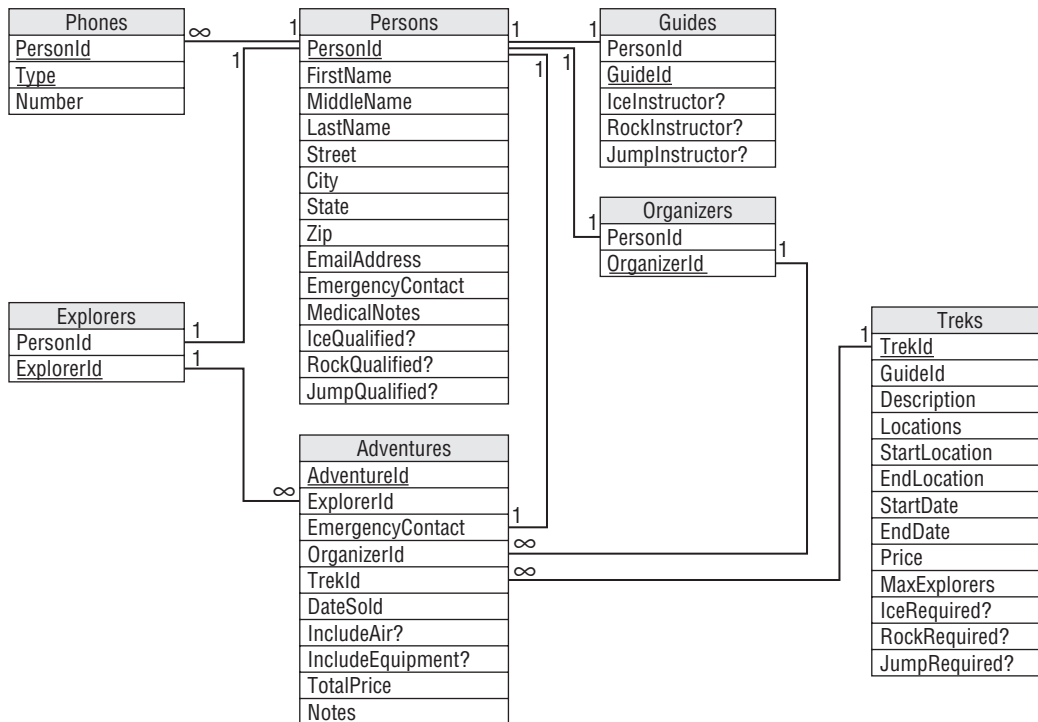 Phones
PersonId
Type
Number
∞
1
1
Persons
PersonId
FirstName
MiddleName
LastName
Street
City
State
Zip
EmailAddress
EmergencyContact
MedicalNotes
IceQualified?
RockQualified?
JumpQualified?
1
1
1
1
Guides
PersonId
GuideId
IceInstructor?
RockInstructor?
JumpInstructor?
1
Organizers
PersonId
OrganizerId
1
Explorers
PersonId
ExplorerId
1
1
∞
Adventures
AdventureId
ExplorerId
EmergencyContact
OrganizerId
TrekId
DateSold
IncludeAir?
IncludeEquipment?
TotalPrice
Notes
1
∞
∞
1
Treks
TrekId
GuideId
Description
Locations
StartLocation
EndLocation
StartDate
EndDate
Price
MaxExplorers
IceRequired?
RockRequired?
JumpRequired?